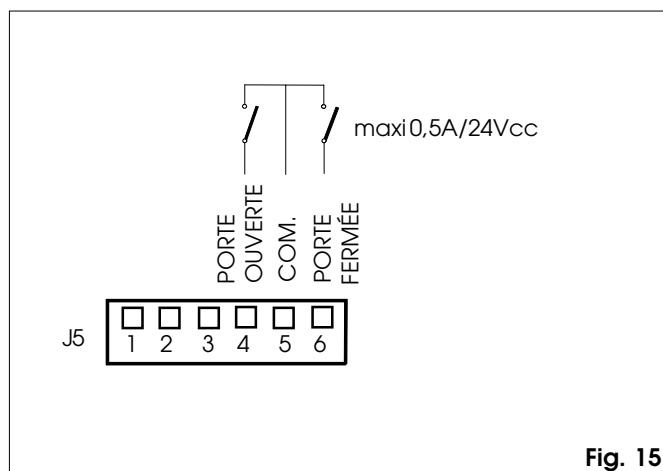 maxi 0,5A/24Vcc
PORTE
OUVERTE
COM.
PORTE
FERMÉE
J5
1 2 3 4 5 6
Fig. 15